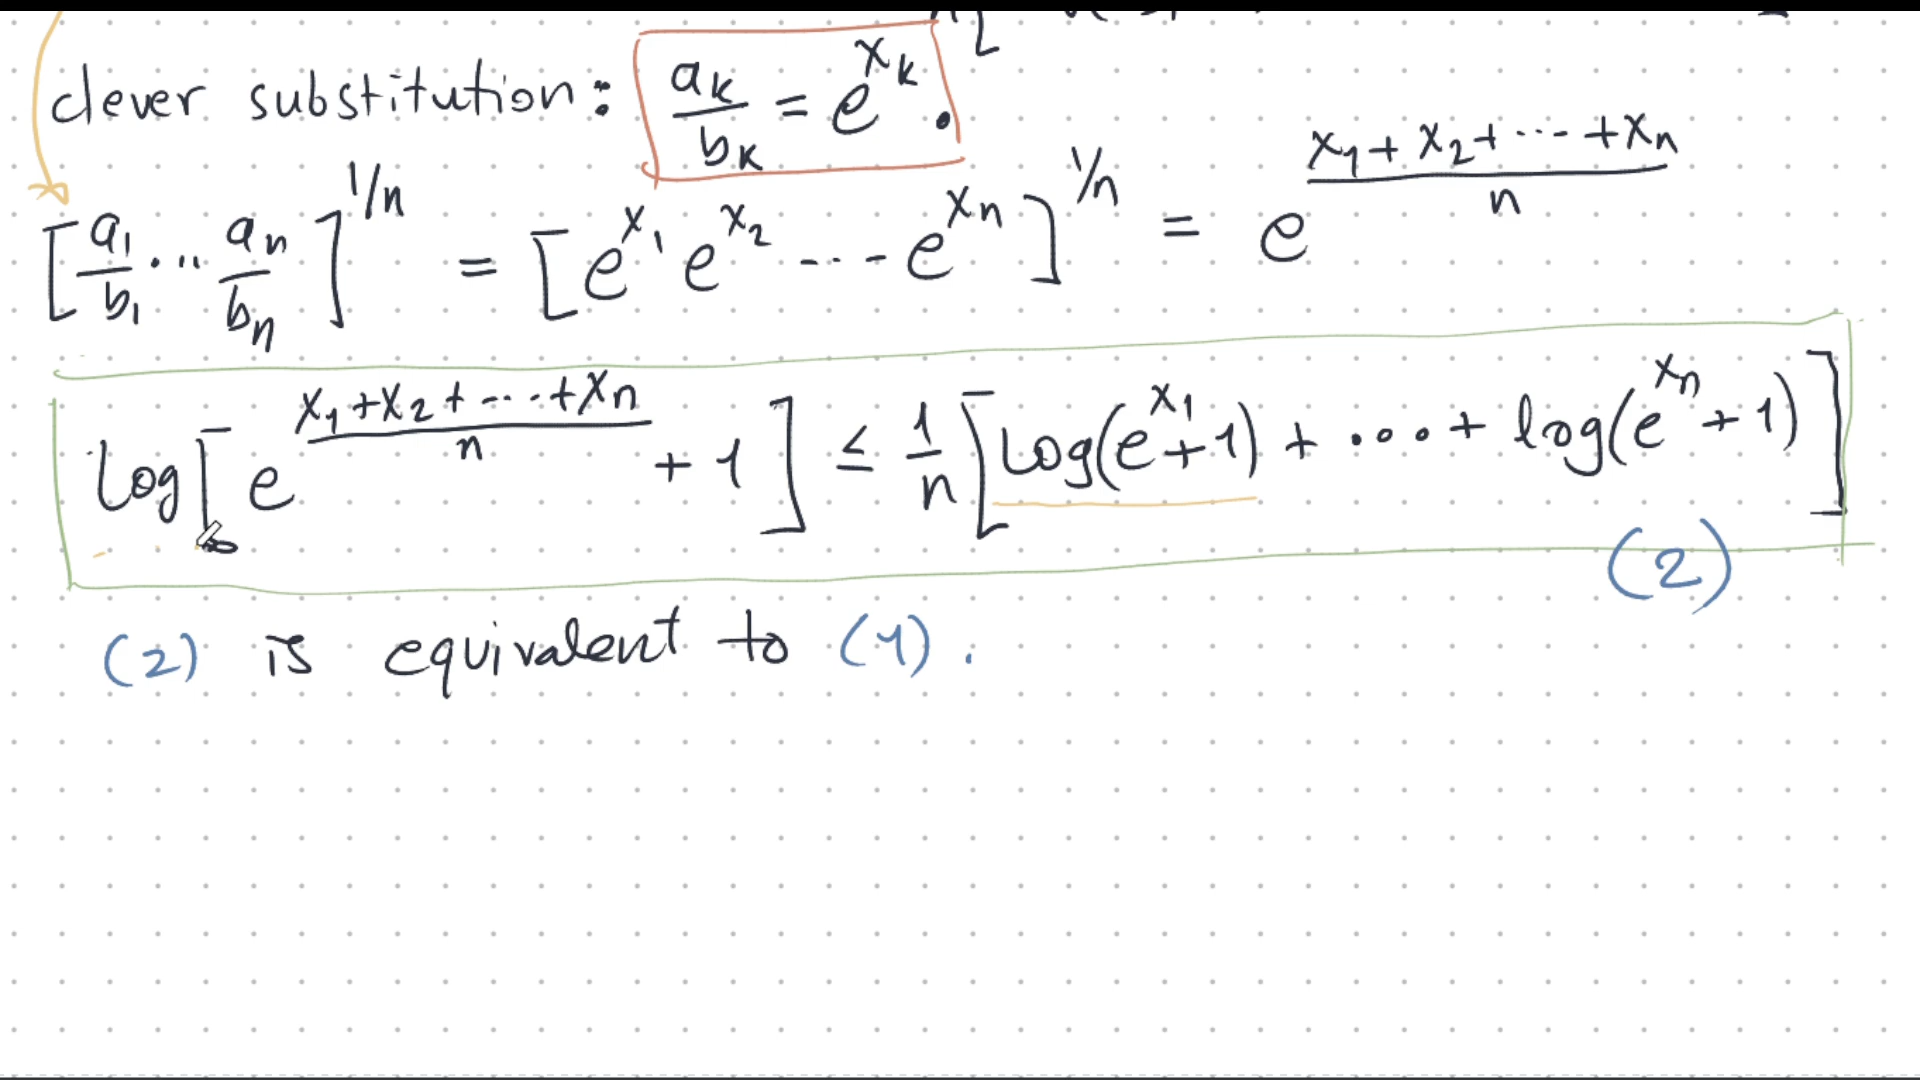 clever substitution: a_k/b_k = e^{x_k}.
[a_1/b_1 ... a_n/b_n]^{1/n} = [e^{x_1} e^{x_2} ... e^{x_n}]^{1/n} = e^{(x_1 + x_2 + ... + x_n)/n}
log[e^{(x_1 + x_2 + ... + x_n)/n} + 1] ≤ 1/n [log(e^{x_1} + 1) + ... + log(e^{x_n} + 1)]
(2)
(2) is equivalent to (1).